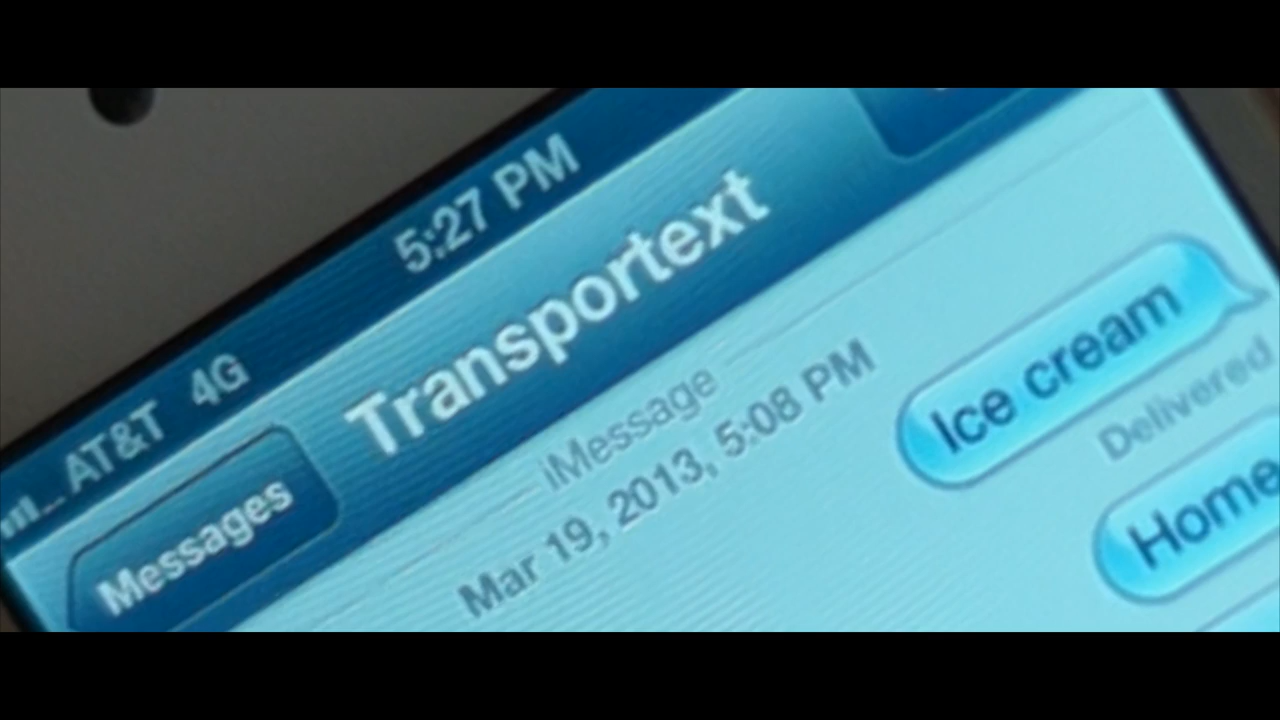 AT&T 4G 5:27 PM
Messages
Transportext
iMessage
Mar 19, 2013, 5:08 PM
Ice cream
Delivered
Home